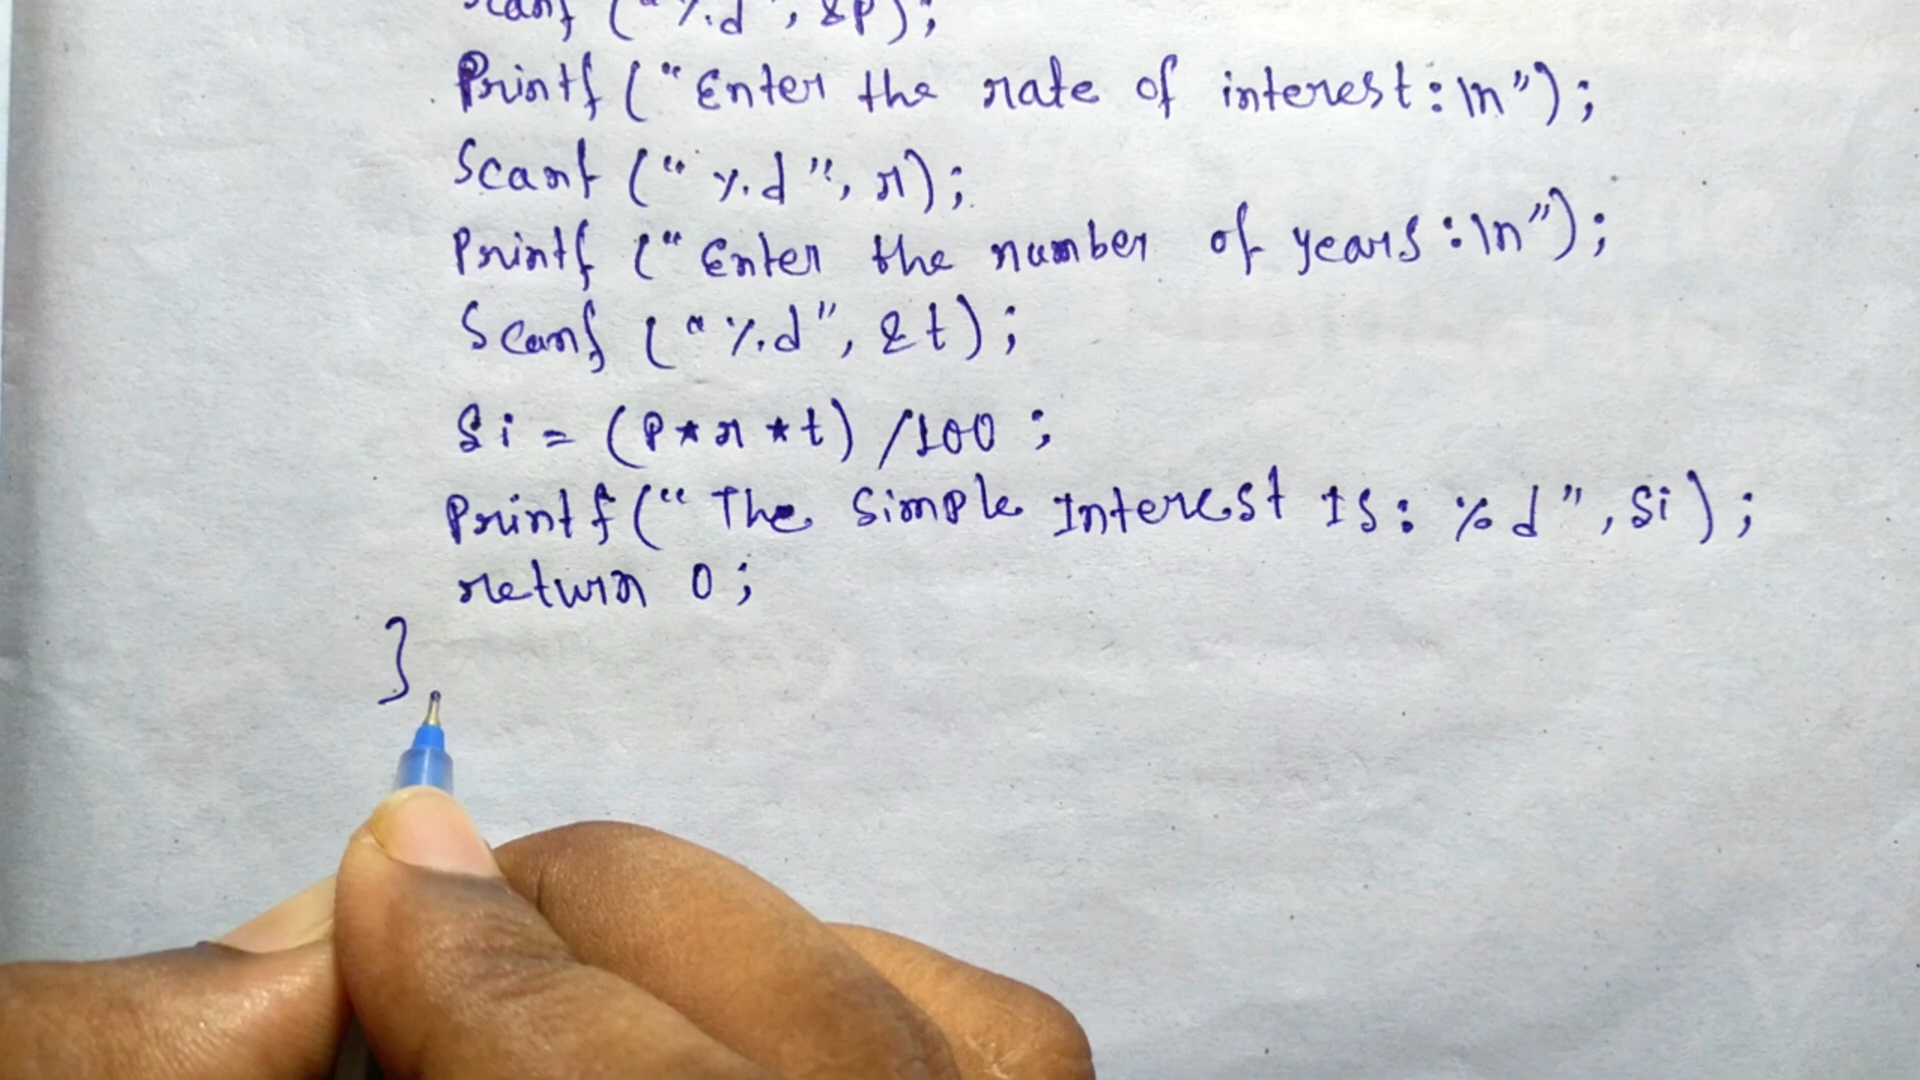 Scanf ("%d", &P);
Printf ("Enter the rate of interest:\n");
Scanf ("%d", r);
Printf ("Enter the number of years:\n");
Scanf ("%d", &t);
Si = (P*r*t) /100 ;
Printf ("The Simple Interest Is: %d", Si);
return 0;
}